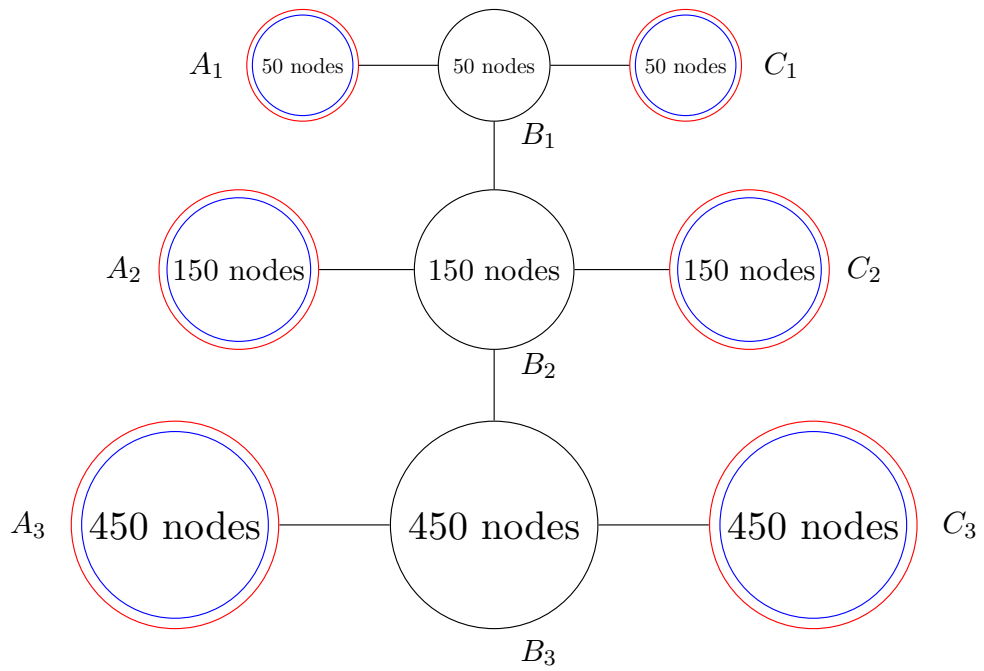 A₁ 50 nodes 50 nodes 50 nodes C₁
B₁
A₂ 150 nodes 150 nodes 150 nodes C₂
B₂
A₃ 450 nodes 450 nodes 450 nodes C₃
B₃